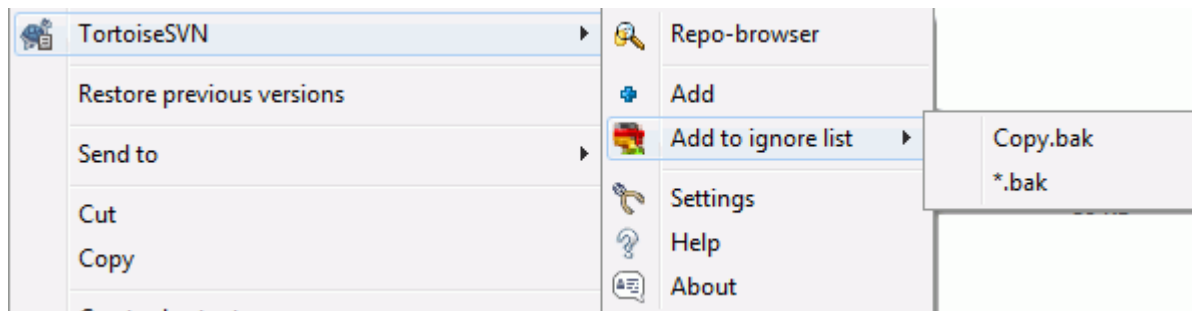 TortoiseSVN
Restore previous versions
Send to
Cut
Copy
Repo-browser
Add
Add to ignore list
Settings
Help
About
Copy.bak
*.bak